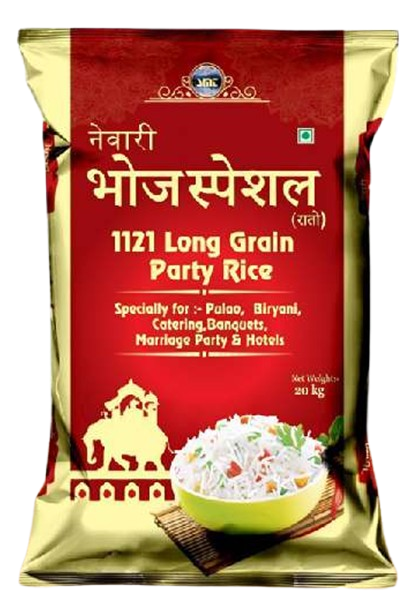 JMC
नेवारी
भोजस्पेशल
(रातो)
1121 Long Grain
Party Rice
Specially for :- Pulao, Biryani,
Catering,Banquets,
Marriage Party & Hotels
Net Weight:-
20 kg